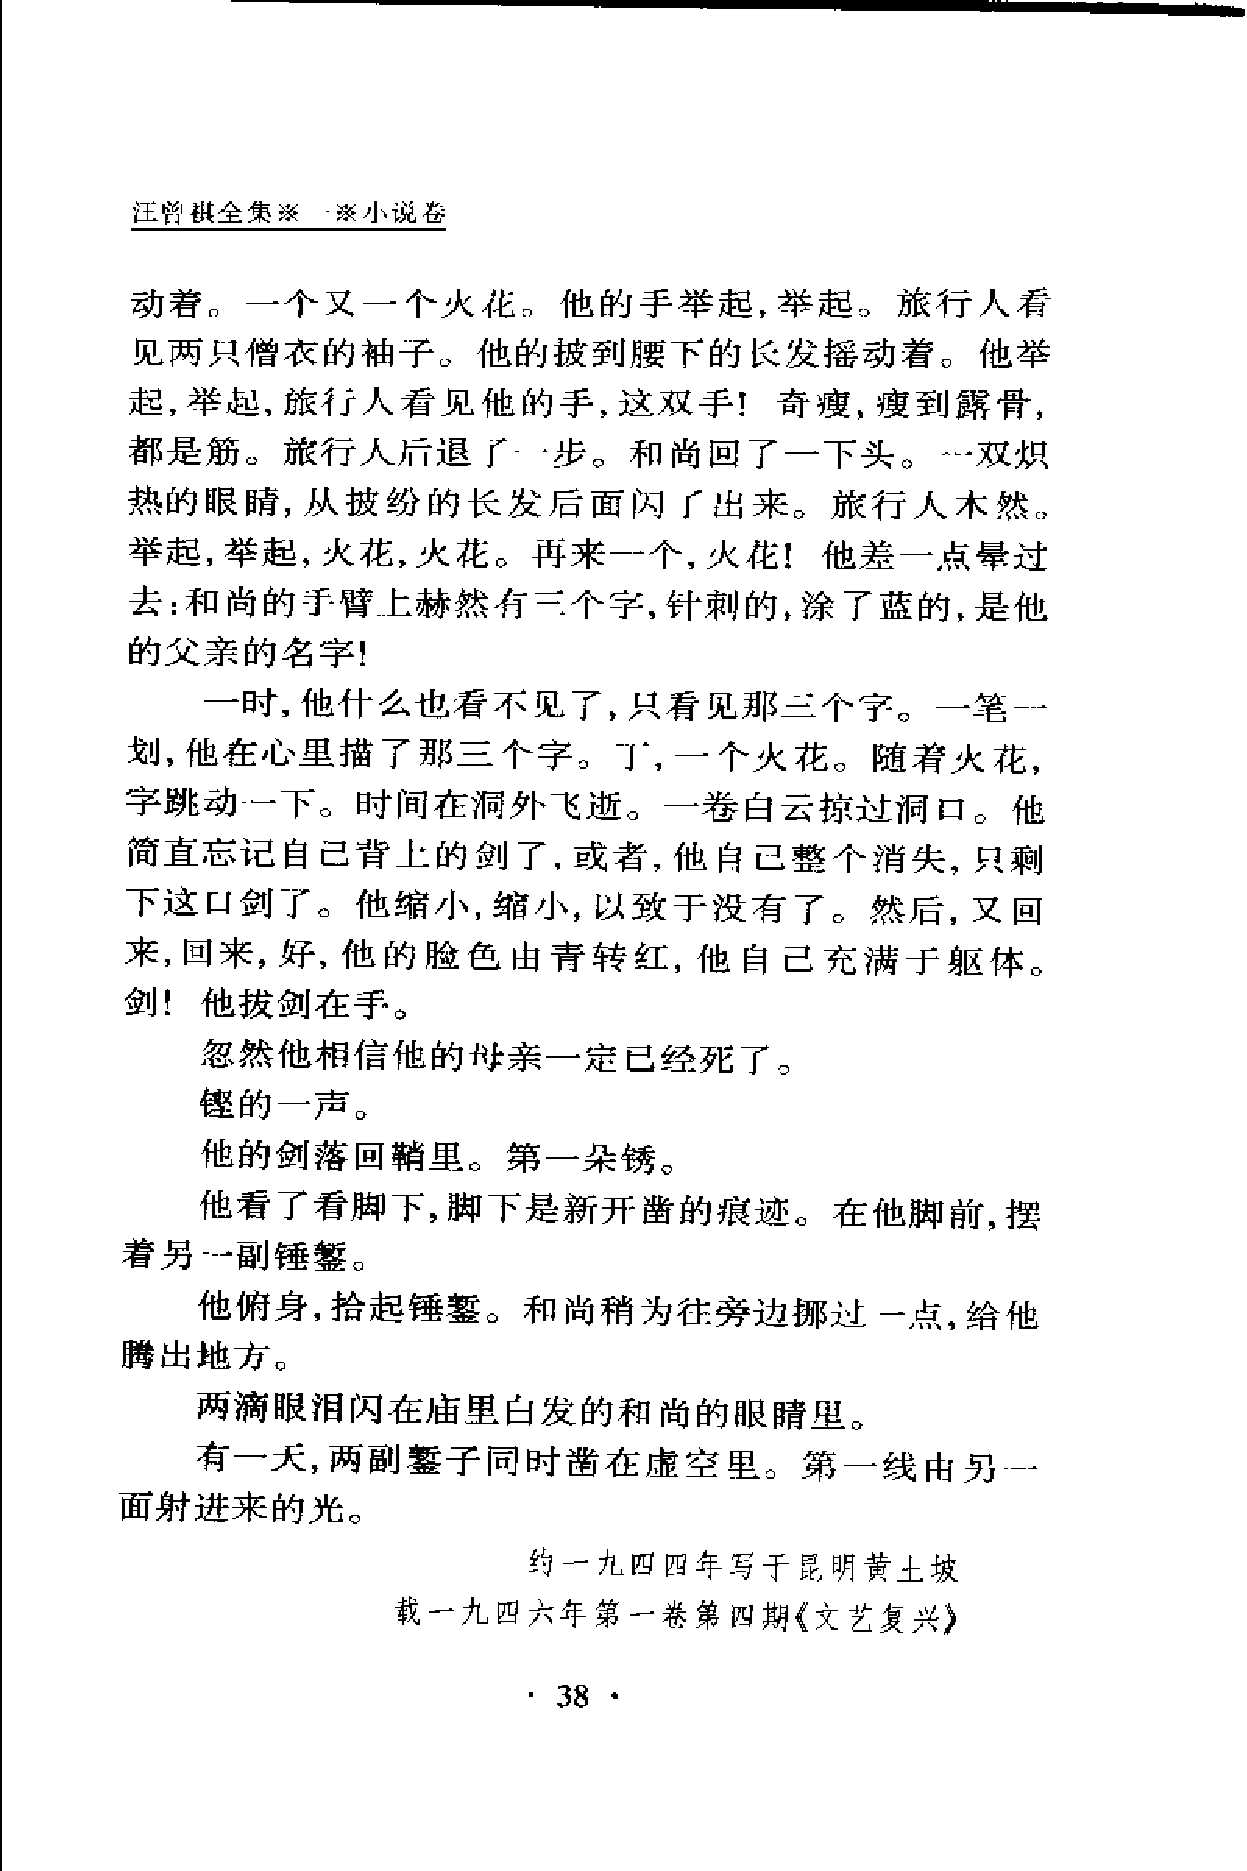 汪曾祺全集※一※小说卷
动着。一个又一个火花。他的手举起,举起。旅行人看
见两只僧衣的袖子。他的披到腰下的长发摇动着。他举
起,举起,旅行人看见他的手,这双手! 奇瘦,瘦到露骨,
都是筋。旅行人后退了一步。和尚回了一下头。一双炽
热的眼睛,从披纷的长发后面闪了出来。旅行人木然。
举起,举起,火花,火花。再来一个,火花! 他差一点晕过
去:和尚的手臂上赫然有三个字,针刺的,涂了蓝的,是他
的父亲的名字!
一时,他什么也看不见了,只看见那三个字。一笔一
划,他在心里描了那三个字。丁,一个火花。随着火花,
字跳动一下。时间在洞外飞逝。一卷白云掠过洞口。他
简直忘记自己背上的剑了,或者,他自己整个消失,只剩
下这口剑了。他缩小,缩小,以致于没有了。然后,又回
来,回来,好,他的脸色由青转红,他自己充满于躯体。
剑! 他拔剑在手。
忽然他相信他的母亲一定已经死了。
铿的一声。
他的剑落回鞘里。第一朵锈。
他看了看脚下,脚下是新开凿的痕迹。在他脚前,摆
着另一副锤錾。
他俯身,拾起锤錾。和尚稍为往旁边挪过一点,给他
腾出地方。
两滴眼泪闪在庙里白发的和尚的眼睛里。
有一天,两副錾子同时凿在虚空里。第一线由另一
面射进来的光。
约一九四四年写于昆明黄土坡
载一九四六年第一卷第四期《文艺复兴》
· 38 ·